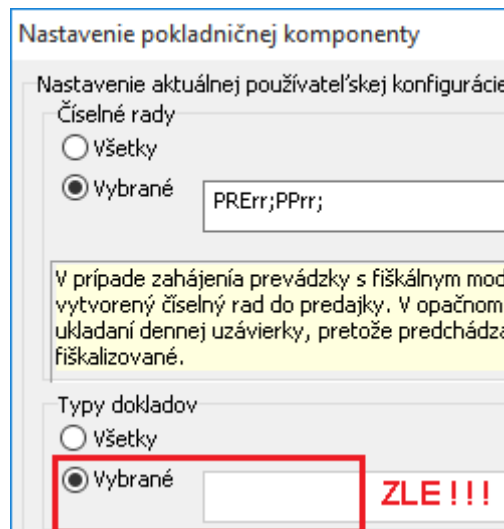 Nastavenie pokladničnej komponenty
Nastavenie aktuálnej používateľskej konfigurácie
Číselné rady
Všetky
Vybrané
PRErr;PPrr;
V prípade zahájenía prevádzky s fiškálnym mod
vytvorený číselný rad do predajky. V opačnom
ukladaní dennej uzávierky, pretože predchádza
fiškalizované.
Typy dokladov
Všetky
Vybrané
ZLE!!!